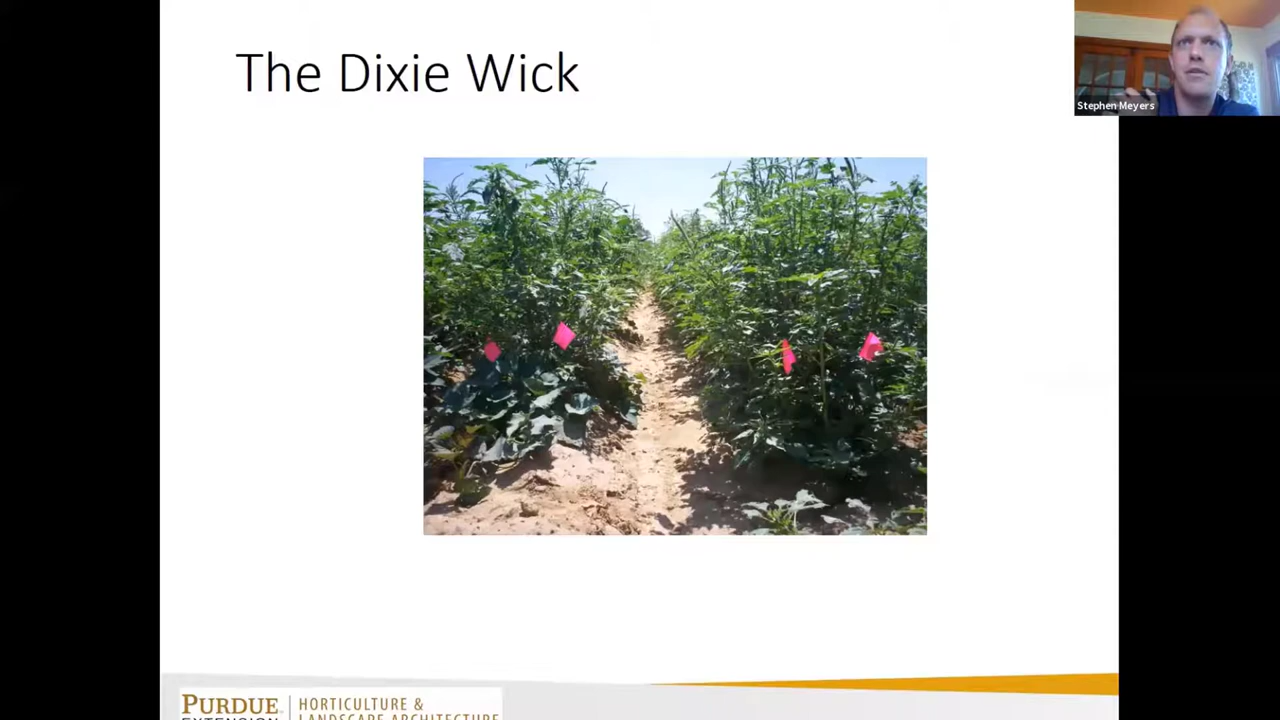 The Dixie Wick
Stephen Meyers
PURDUE
EXTENSION
HORTICULTURE &
LANDSCAPE ARCHITECTURE